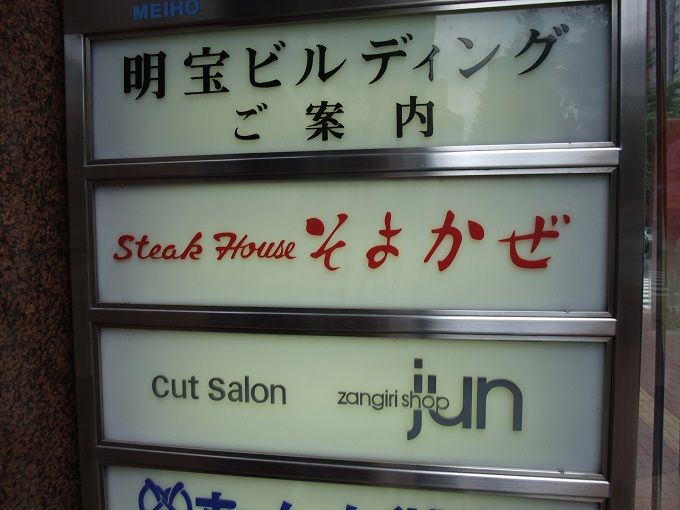 MEIHO
明宝ビルディング
ご案内
Steak House そよかぜ
cut salon zangiri shop jun